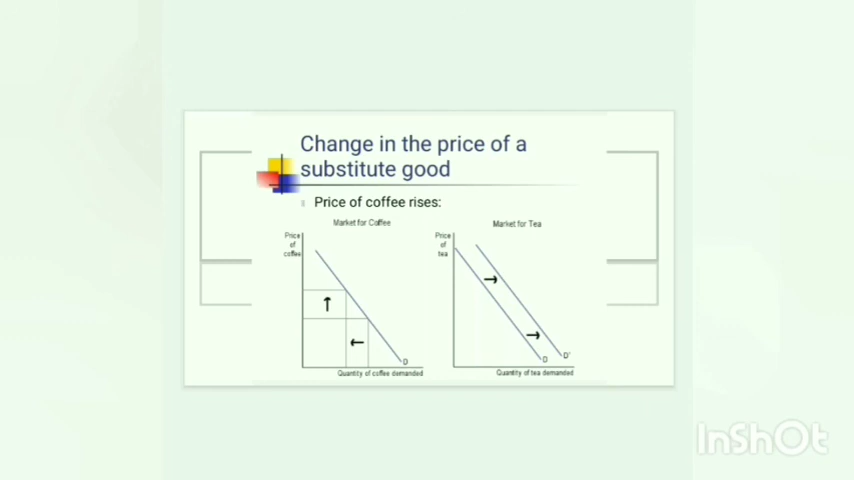 Change in the price of a
substitute good
Price of coffee rises:
Market for Coffee
Price
of
coffee
D
Quantity of coffee demanded
Market for Tea
Price
of
tea
D
D'
Quantity of tea demanded
InShOt